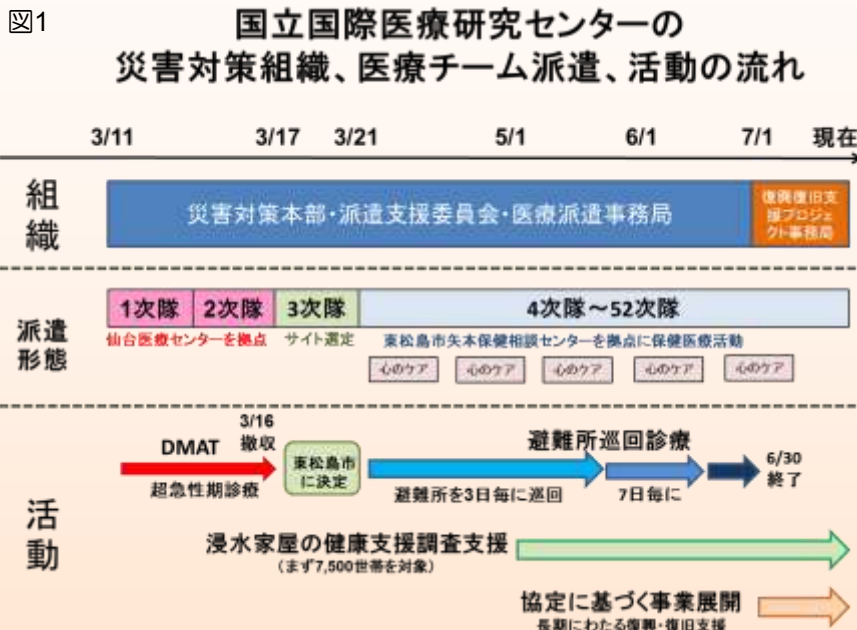 図1
国立国際医療研究センターの
災害対策組織、医療チーム派遣、活動の流れ
3/11 3/17 3/21 5/1 6/1 7/1 現在
組織
災害対策本部・派遣支援委員会・医療派遣事務局
復興復旧支
援プロジェ
クト事務局
派遣
形態
1次隊 2次隊 3次隊 4次隊～52次隊
仙台医療センターを拠点 サイト選定 東松島市矢本保健相談センターを拠点に保健医療活動
心のケア 心のケア 心のケア 心のケア 心のケア
活動
DMAT
3/16
撤収
超急性期診療
東松島市
に決定
避難所巡回診療
避難所を3日毎に巡回
7日毎に
6/30
終了
浸水家屋の健康支援調査支援
(まず7,500世帯を対象)
協定に基づく事業展開
長期にわたる復興・復旧支援